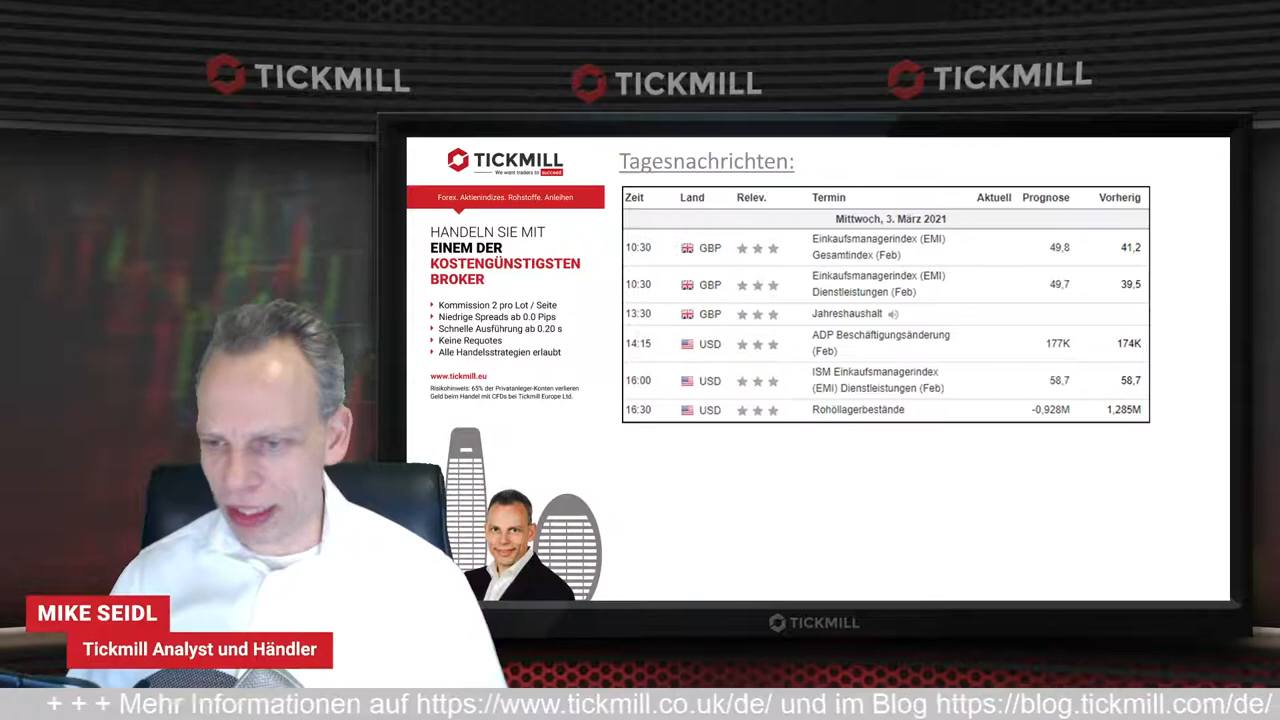 TICKMILL
TICKMILL
TICKMILL
TICKMILL
We want traders to succeed
Forex. Aktienindizes. Rohstoffe. Anleihen
HANDELN SIE MIT
EINEM DER
KOSTENGÜNSTIGSTEN
BROKER
Kommission 2 pro Lot / Seite
Niedrige Spreads ab 0.0 Pips
Schnelle Ausführung ab 0.20 s
Keine Requotes
Alle Handelsstrategien erlaubt
www.tickmill.eu
Risikohinweis: 65% der Privatanleger-Konten verlieren
Geld beim Handel mit CFDs bei Tickmill Europe Ltd.
Tagesnachrichten:
Zeit Land Relev. Termin Aktuell Prognose Vorherig
Mittwoch, 3. März 2021
10:30 GBP Einkaufsmanagerindex (EMI) 49,8 41,2
Gesamtindex (Feb)
10:30 GBP Einkaufsmanagerindex (EMI) 49,7 39,5
Dienstleistungen (Feb)
13:30 GBP Jahreshaushalt
14:15 USD ADP Beschäftigungsänderung 177K 174K
(Feb)
16:00 USD ISM Einkaufsmanagerindex 58,7 58,7
(EMI) Dienstleistungen (Feb)
16:30 USD Rohöllagerbestände -0,928M 1,285M
TICKMILL
MIKE SEIDL
Tickmill Analyst und Händler
+ + + Mehr Informationen auf https://www.tickmill.co.uk/de/ und im Blog https://blog.tickmill.com/de/